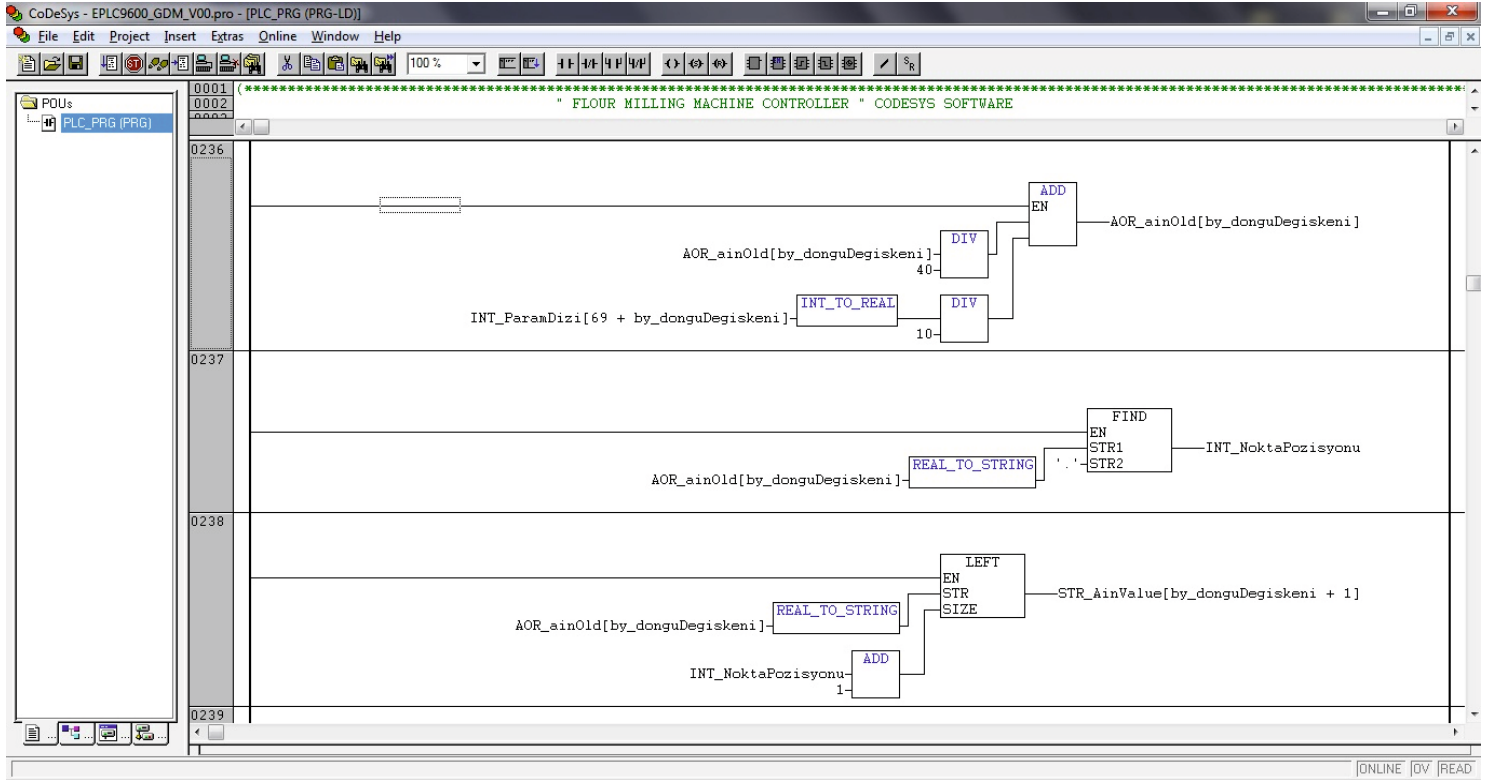 CoDeSys - EPLC9600_GDM_V00.pro - [PLC_PRG (PRG-LD)]
File Edit Project Insert Extras Online Window Help
100 %
POUs
PLC_PRG (PRG)
0001 (*****************************************************************************************************************************************
0002 " FLOUR MILLING MACHINE CONTROLLER " CODESYS SOFTWARE
0003
0236
ADD
EN
AOR_ainOld[by_donguDegiskeni]
DIV
AOR_ainOld[by_donguDegiskeni]
40
INT_TO_REAL
DIV
INT_ParamDizi[69 + by_donguDegiskeni]
10
0237
FIND
EN
STR1
INT_NoktaPozisyonu
REAL_TO_STRING
'.'
STR2
AOR_ainOld[by_donguDegiskeni]
0238
LEFT
EN
STR
STR_AinValue[by_donguDegiskeni + 1]
REAL_TO_STRING
SIZE
AOR_ainOld[by_donguDegiskeni]
ADD
INT_NoktaPozisyonu
1
0239
ONLINE OV READ